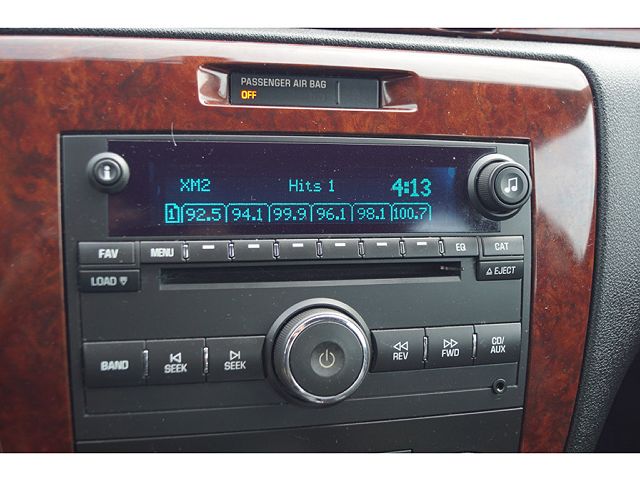 PASSENGER AIR BAG
OFF
i
XM2 Hits 1 4:13
1 92.5 94.1 99.9 96.1 98.1 100.7
FAV MENU EQ CAT
LOAD EJECT
BAND SEEK SEEK REV FWD CD/
AUX